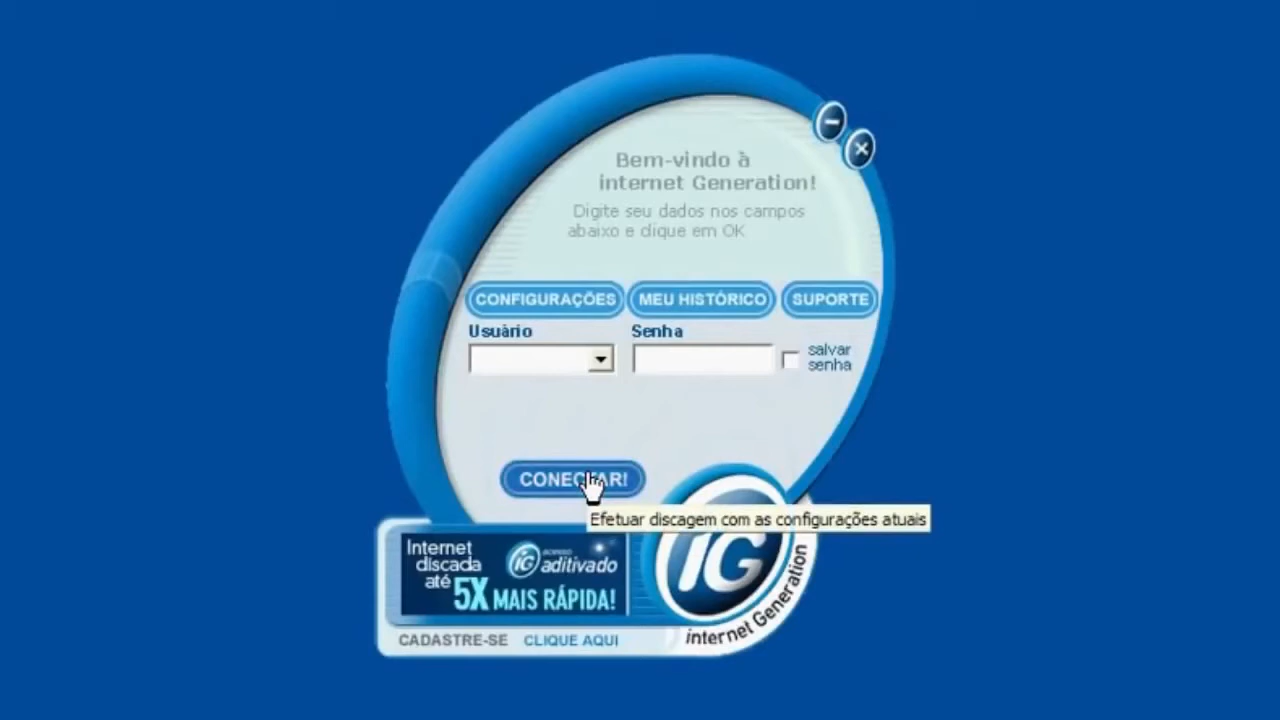 Bem-vindo à
internet Generation!
Digite seu dados nos campos
abaixo e clique em OK
CONFIGURAÇÕES
MEU HISTÓRICO
SUPORTE
Usuário
Senha
salvar
senha
CONECTAR!
Efetuar discagem com as configurações atuais
Internet
discada
até
5X MAIS RÁPIDA!
iG acesso
aditivado
iG
internet Generation
CADASTRE-SE CLIQUE AQUI